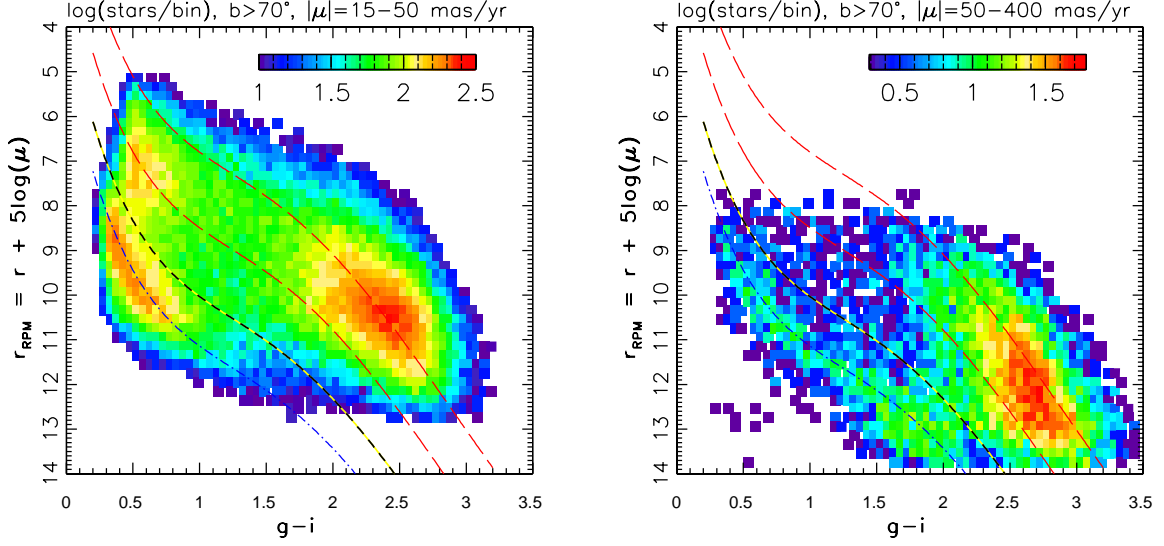 log(stars/bin), b>70°, |μ|=15−50 mas/yr
4
5
6
7
8
9
10
11
12
13
14
1 1.5 2 2.5
r_RPM = r + 5log(μ)
0 0.5 1 1.5 2 2.5 3 3.5
g−i
log(stars/bin), b>70°, |μ|=50−400 mas/yr
4
5
6
7
8
9
10
11
12
13
14
0.5 1 1.5
r_RPM = r + 5log(μ)
0 0.5 1 1.5 2 2.5 3 3.5
g−i